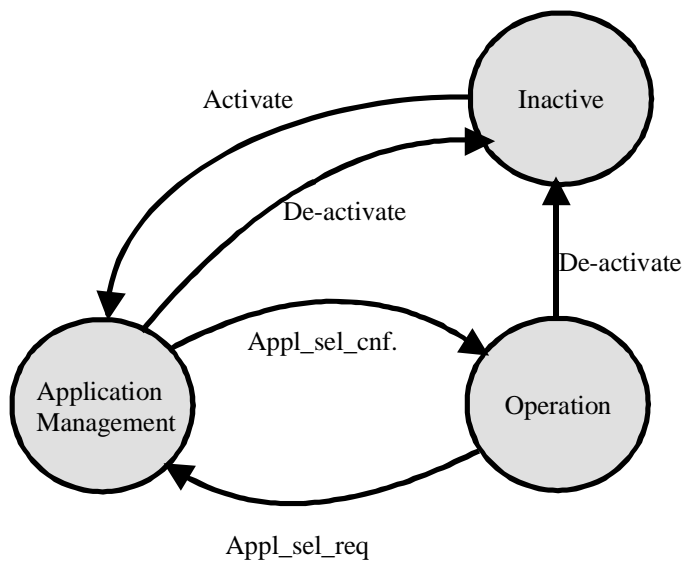 Activate
Inactive
De-activate
De-activate
Appl_sel_cnf.
Application
Management
Operation
Appl_sel_req